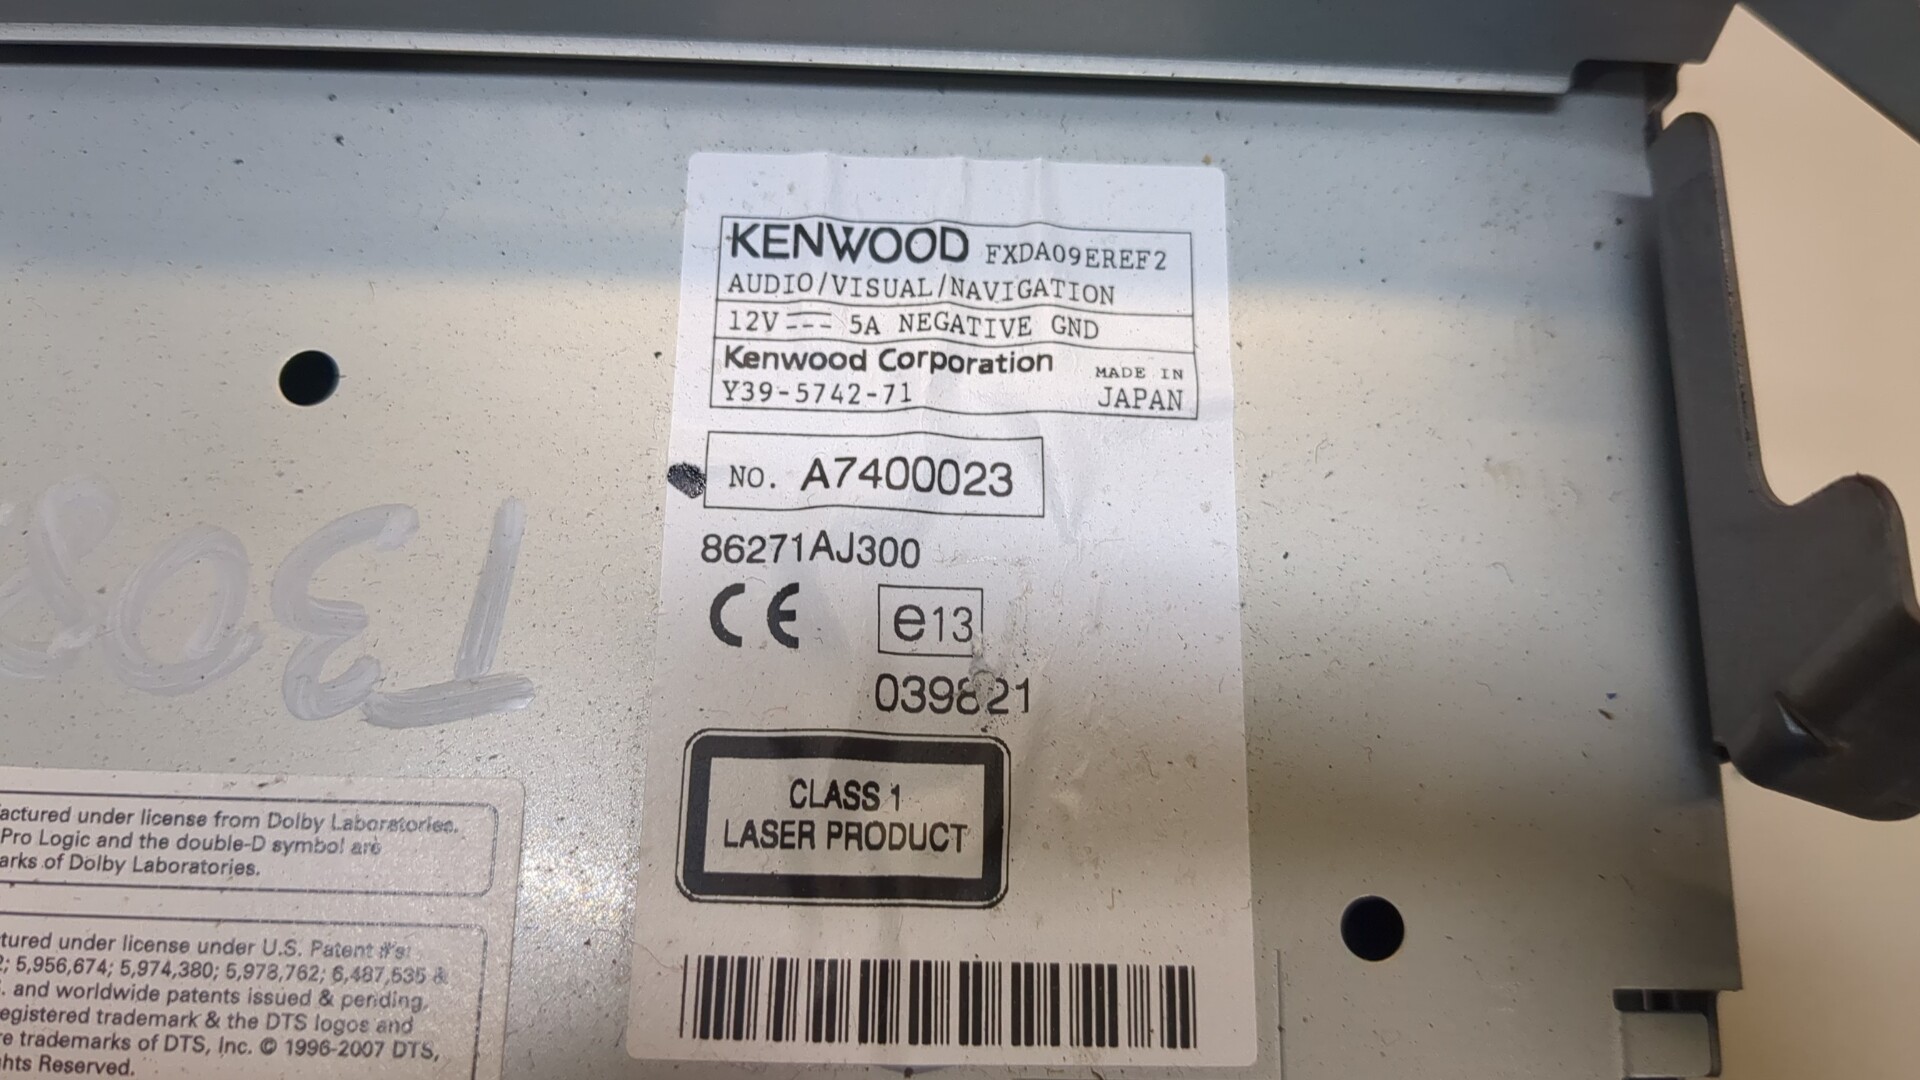 KENWOOD FXDA09EREF2
AUDIO/VISUAL/NAVIGATION
12V 5A NEGATIVE GND
Kenwood Corporation MADE IN
Y39-5742-71 JAPAN
NO. A7400023
86271AJ300
CE e13
039821
CLASS 1
LASER PRODUCT
T308
actured under license from Dolby Laboratories.
Pro Logic and the double-D symbol are
arks of Dolby Laboratories.
tured under license under U.S. Patent #'s:
2; 5,956,674; 5,974,380; 5,978,762; 6,487,535 &
. and worldwide patents issued & pending.
egistered trademark & the DTS logos and
re trademarks of DTS, Inc. © 1996-2007 DTS,
hts Reserved.